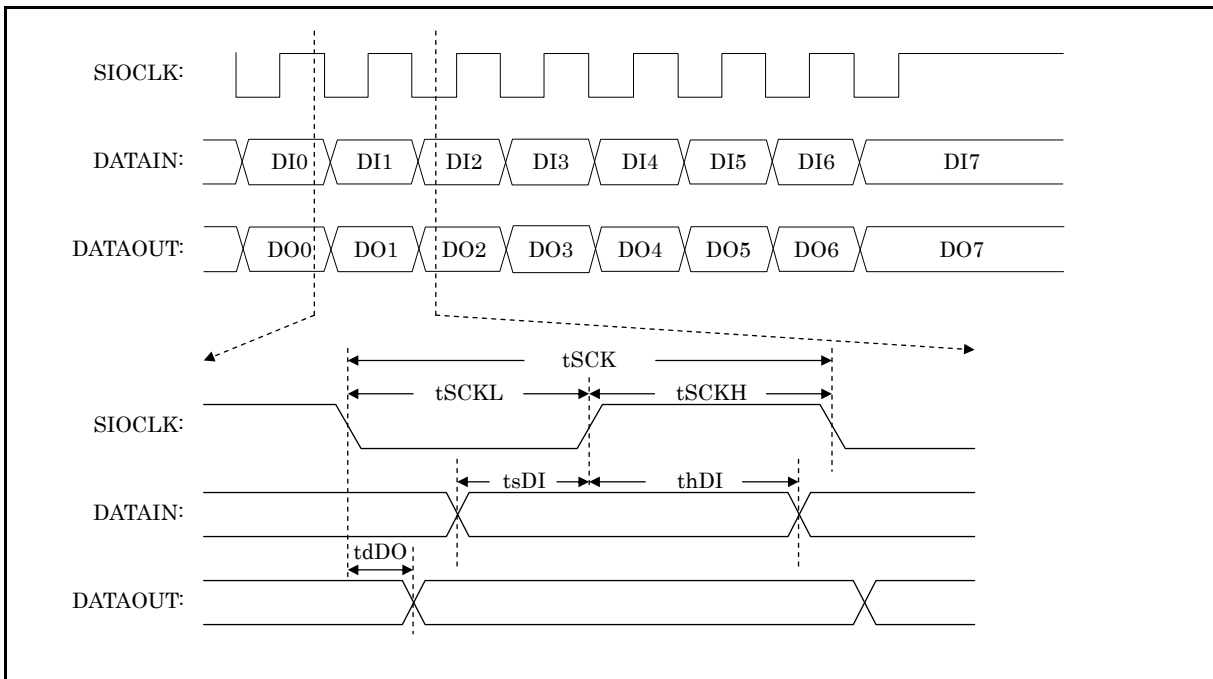 SIOCLK:
DATAIN: DI0 DI1 DI2 DI3 DI4 DI5 DI6 DI7
DATAOUT: DO0 DO1 DO2 DO3 DO4 DO5 DO6 DO7
tSCK
tSCKL tSCKH
SIOCLK:
tsDI thDI
DATAIN:
tdDO
DATAOUT: